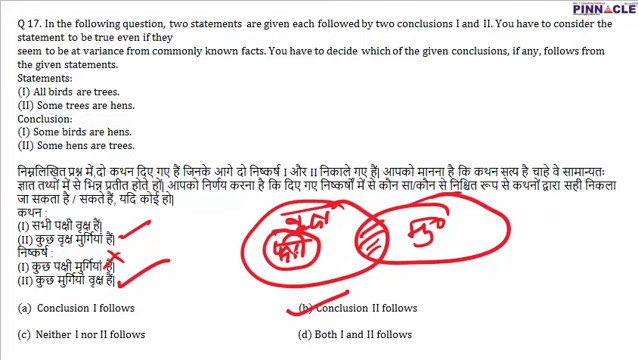 PINNACLE
Q 17. In the following question, two statements are given each followed by two conclusions I and II. You have to consider the
statement to be true even if they
seem to be at variance from commonly known facts. You have to decide which of the given conclusions, if any, follows from
the given statements.
Statements:
(I) All birds are trees.
(II) Some trees are hens.
Conclusion:
(I) Some birds are hens.
(II) Some hens are trees.
निम्नलिखित प्रश्न में,दो कथन दिए गए हैं जिनके आगे दो निष्कर्ष I और II निकाले गए हैं| आपको मानना है कि कथन सत्य है चाहे वे सामान्यतः
ज्ञात तथ्यों में से भिन्न प्रतीत होते हों| आपको निर्णय करना है कि दिए गए निष्कर्षों में से कौन सा/कौन से निश्चित रूप से कथनों द्वारा सही निकला
जा सकता है / सकते हैं, यदि कोई हो|
कथन :
(I) सभी पक्षी वृक्ष हैं|
(II) कुछ वृक्ष मुर्गियां हैं|
निष्कर्ष :
(I) कुछ पक्षी मुर्गियां हैं|
(II) कुछ मुर्गियां वृक्ष हैं|
(a) Conclusion I follows
(b) Conclusion II follows
(c) Neither I nor II follows
(d) Both I and II follows